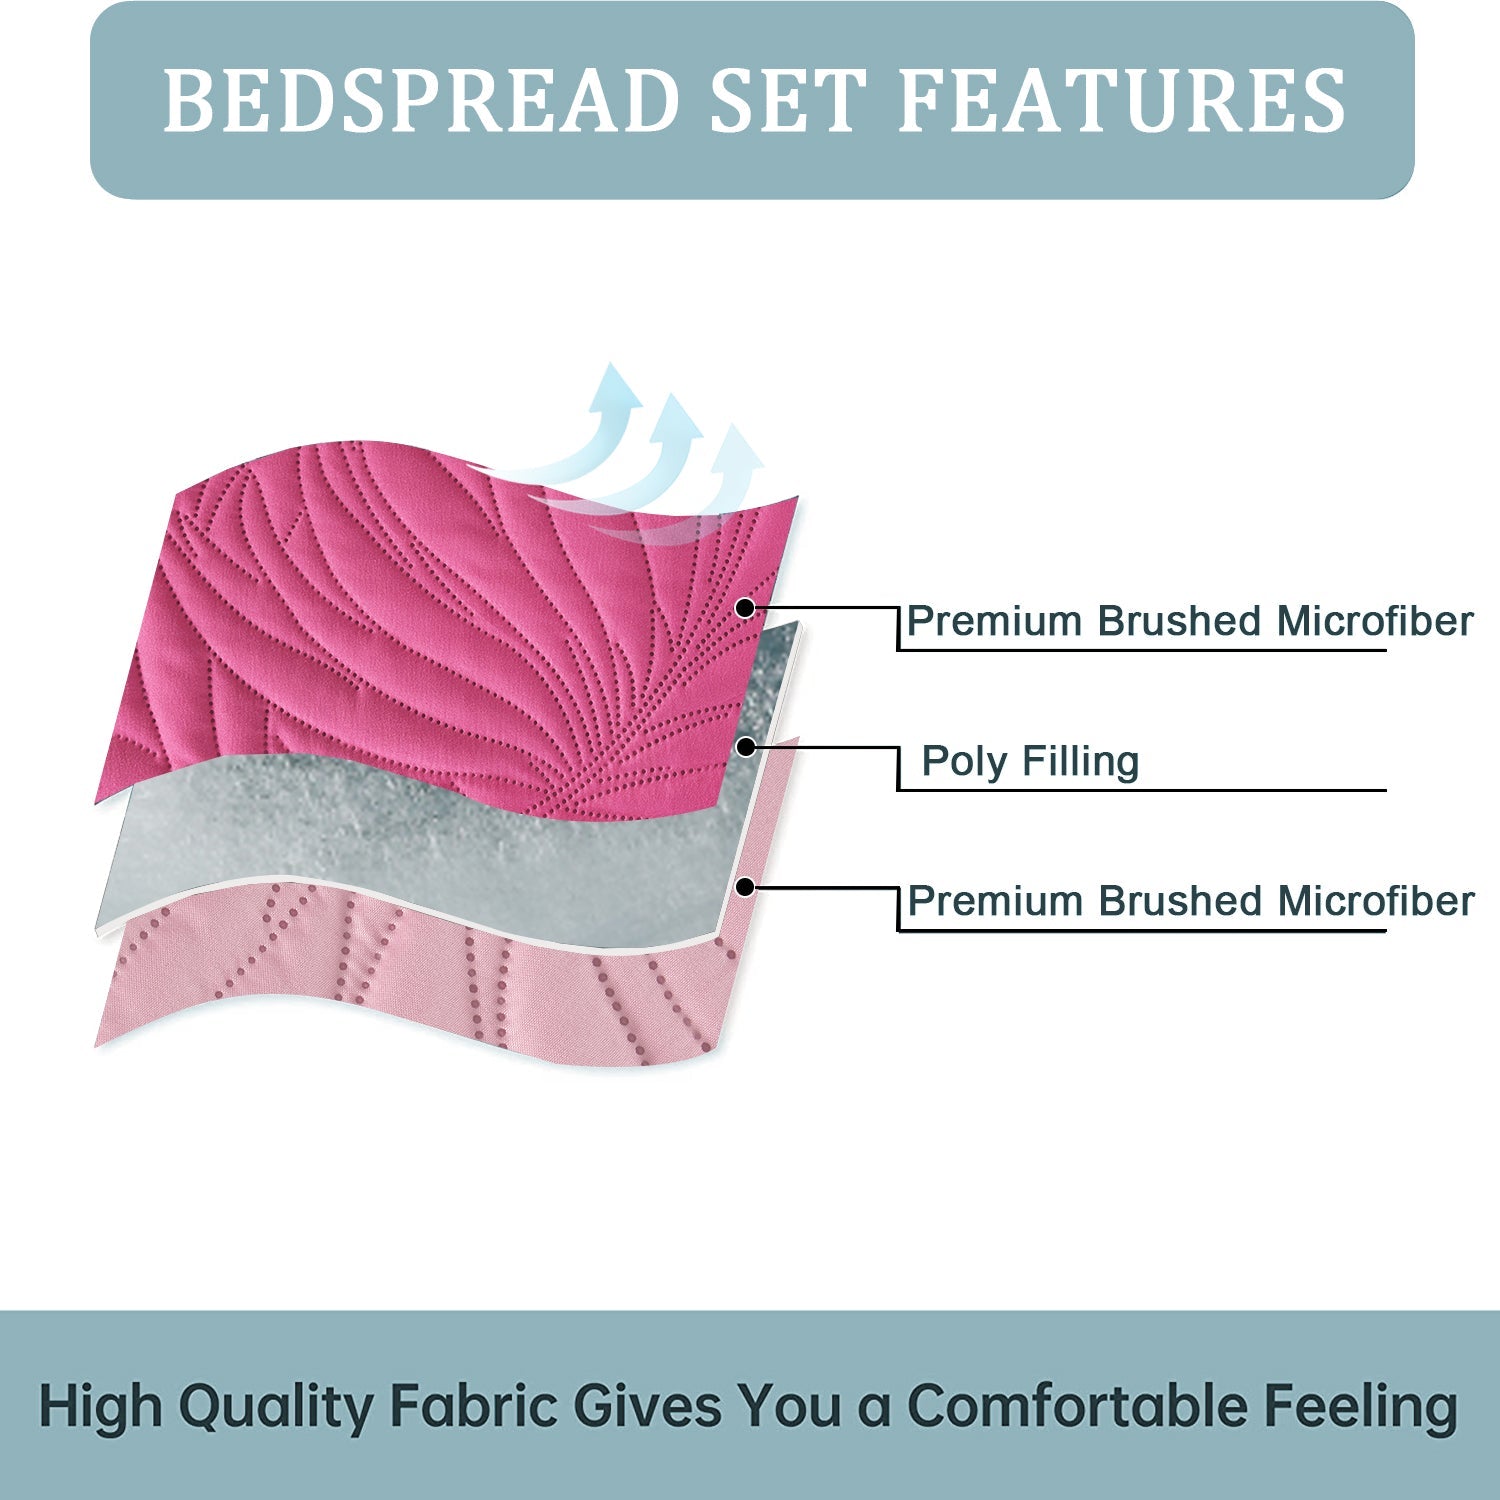 BEDSPREAD SET FEATURES
Premium Brushed Microfiber
Poly Filling
Premium Brushed Microfiber
High Quality Fabric Gives You a Comfortable Feeling